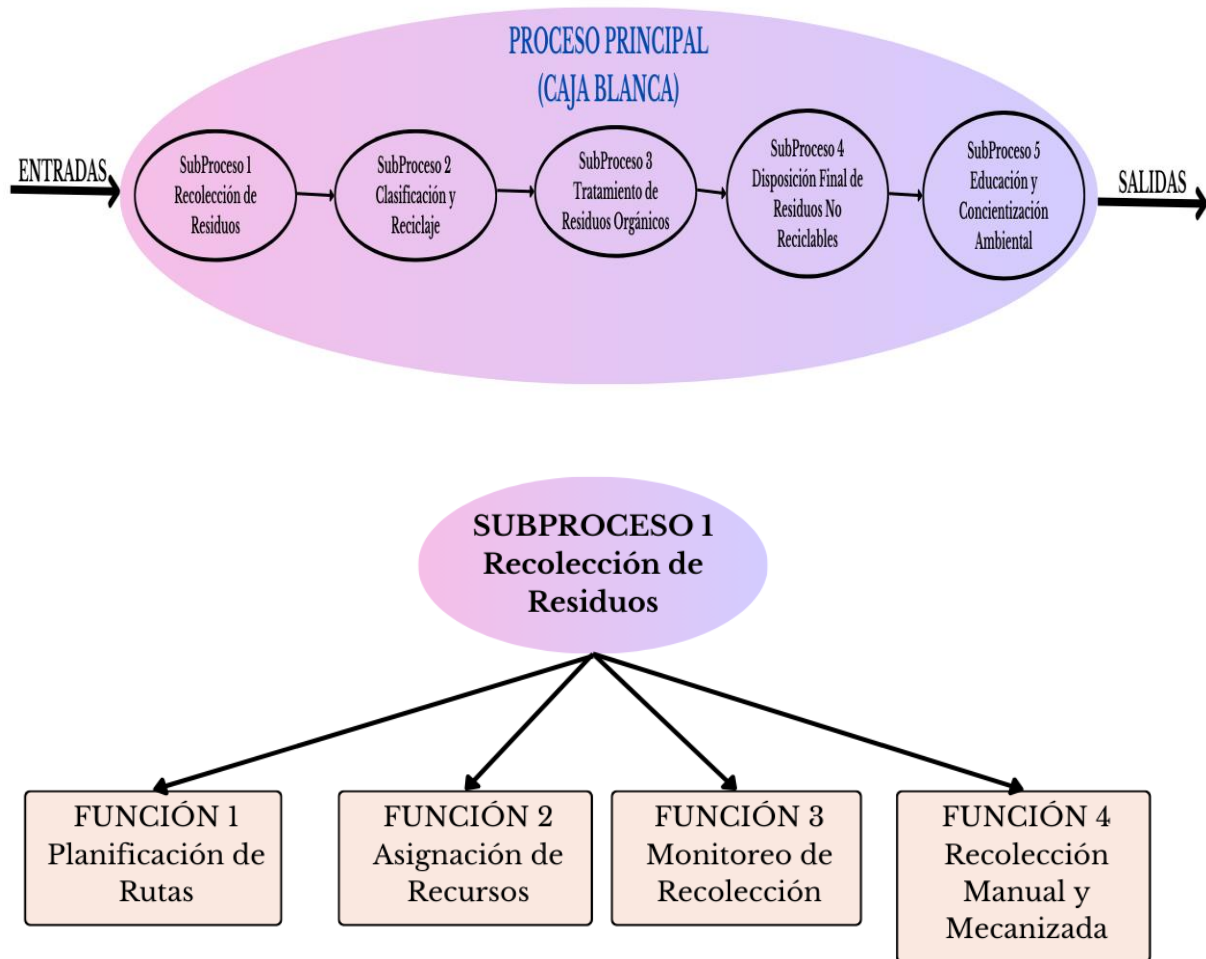 PROCESO PRINCIPAL
(CAJA BLANCA)
ENTRADAS
SubProceso 1
Recolección de
Residuos
SubProceso 2
Clasificación y
Reciclaje
SubProceso 3
Tratamiento de
Residuos Orgánicos
SubProceso 4
Disposición Final de
Residuos No
Reciclables
SubProceso 5
Educación y
Concientización
Ambiental
SALIDAS
SUBPROCESO 1
Recolección de
Residuos
FUNCIÓN 1
Planificación de
Rutas
FUNCIÓN 2
Asignación de
Recursos
FUNCIÓN 3
Monitoreo de
Recolección
FUNCIÓN 4
Recolección
Manual y
Mecanizada